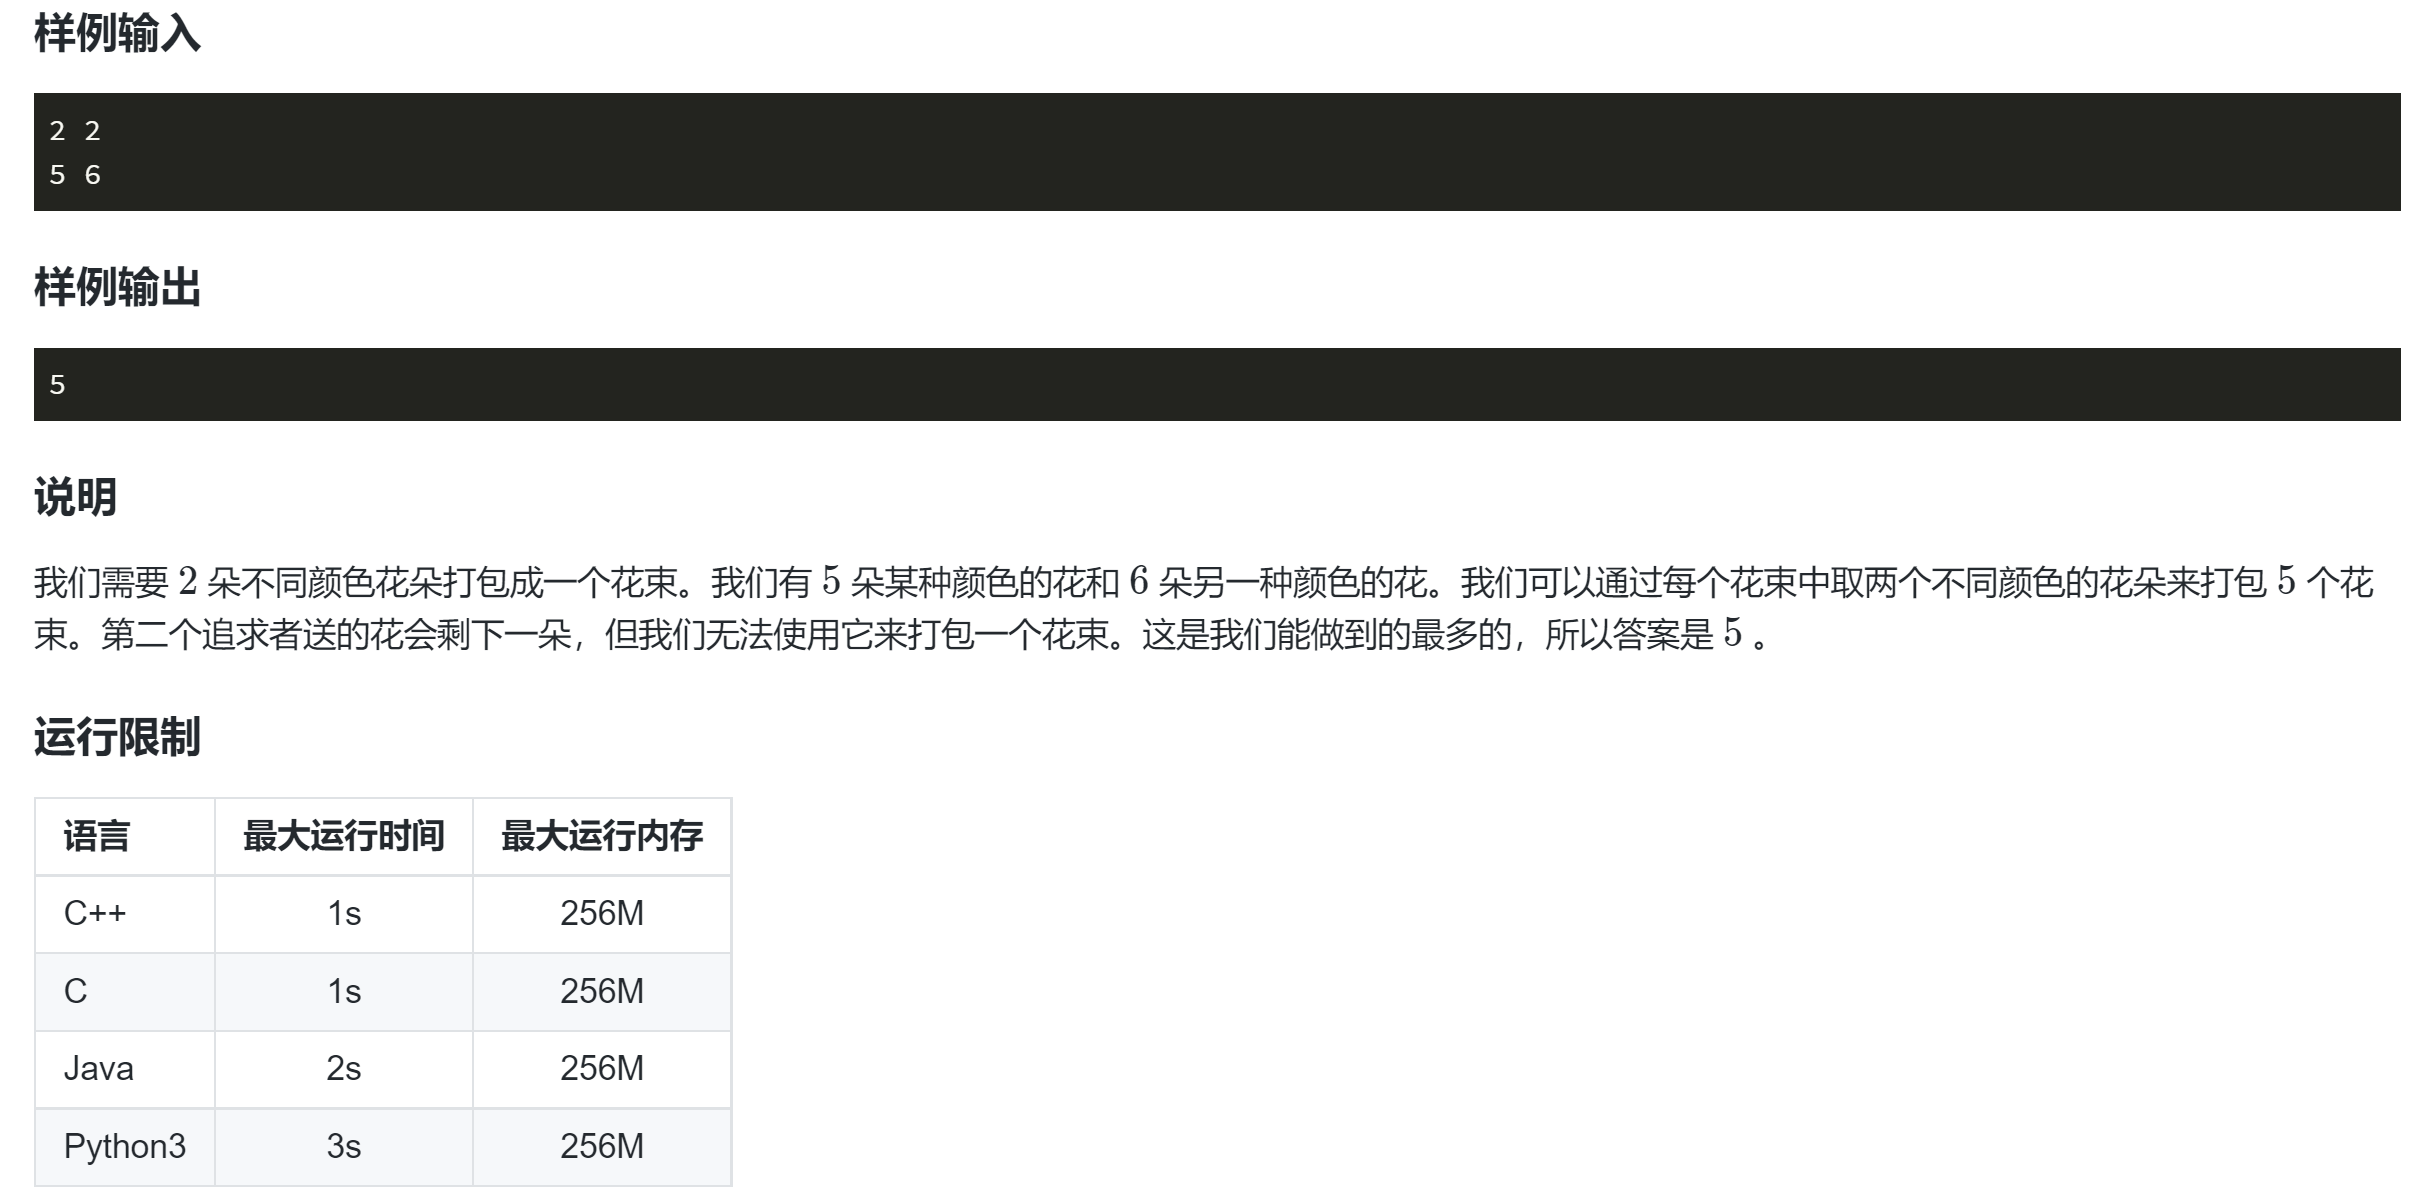 样例输入
2 2
5 6
样例输出
5
说明
我们需要 2 朵不同颜色花朵打包成一个花束。我们有 5 朵某种颜色的花和 6 朵另一种颜色的花。我们可以通过每个花束中取两个不同颜色的花朵来打包 5 个花
束。第二个追求者送的花会剩下一朵，但我们无法使用它来打包一个花束。这是我们能做到的最多的，所以答案是 5 。
运行限制
语言 最大运行时间 最大运行内存
C++ 1s 256M
C 1s 256M
Java 2s 256M
Python3 3s 256M